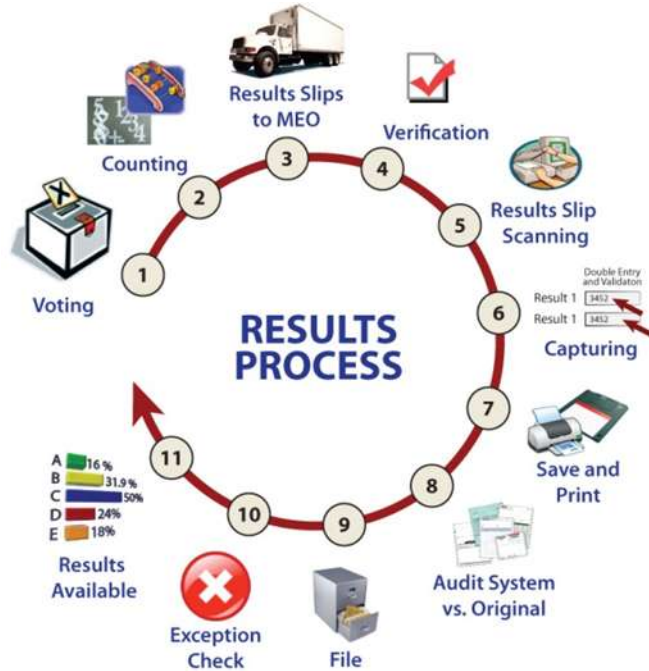 Voting
1
Counting
2
Results Slips
to MEO
3
Verification
4
Results Slip
Scanning
5
Double Entry
and Validaton
Result 1 3452
Result 1 3452
Capturing
6
Save and
Print
7
Audit System
vs. Original
8
File
9
Exception
Check
10
A 16 %
B 31.9 %
C 50%
D 24%
E 18%
Results
Available
11
RESULTS
PROCESS